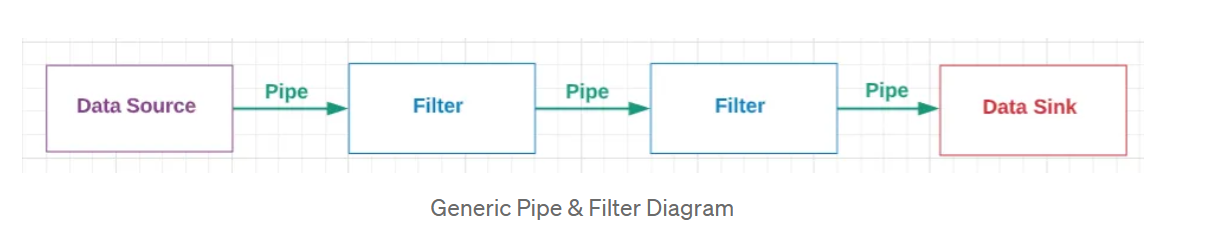 Pipe
Pipe
Pipe
Data Source
Filter
Filter
Data Sink
Generic Pipe & Filter Diagram